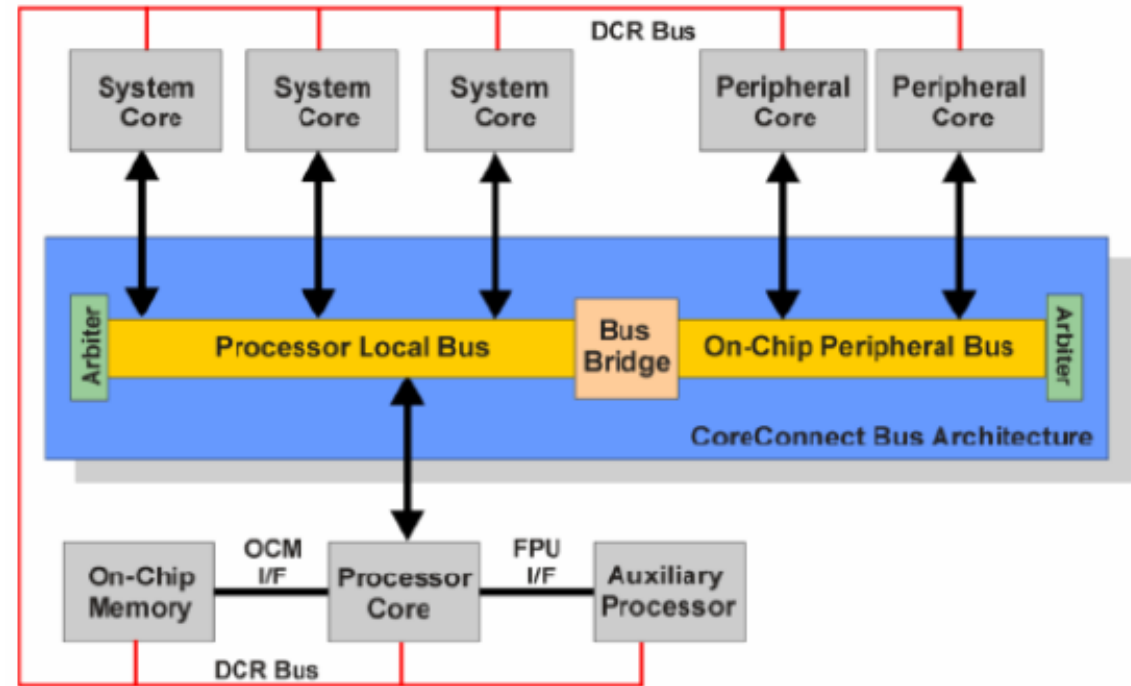 DCR Bus
System
Core
System
Core
System
Core
Peripheral
Core
Peripheral
Core
Arbiter
Processor Local Bus
Bus
Bridge
On-Chip Peripheral Bus
Arbiter
CoreConnect Bus Architecture
On-Chip
Memory
OCM
I/F
Processor
Core
FPU
I/F
Auxiliary
Processor
DCR Bus